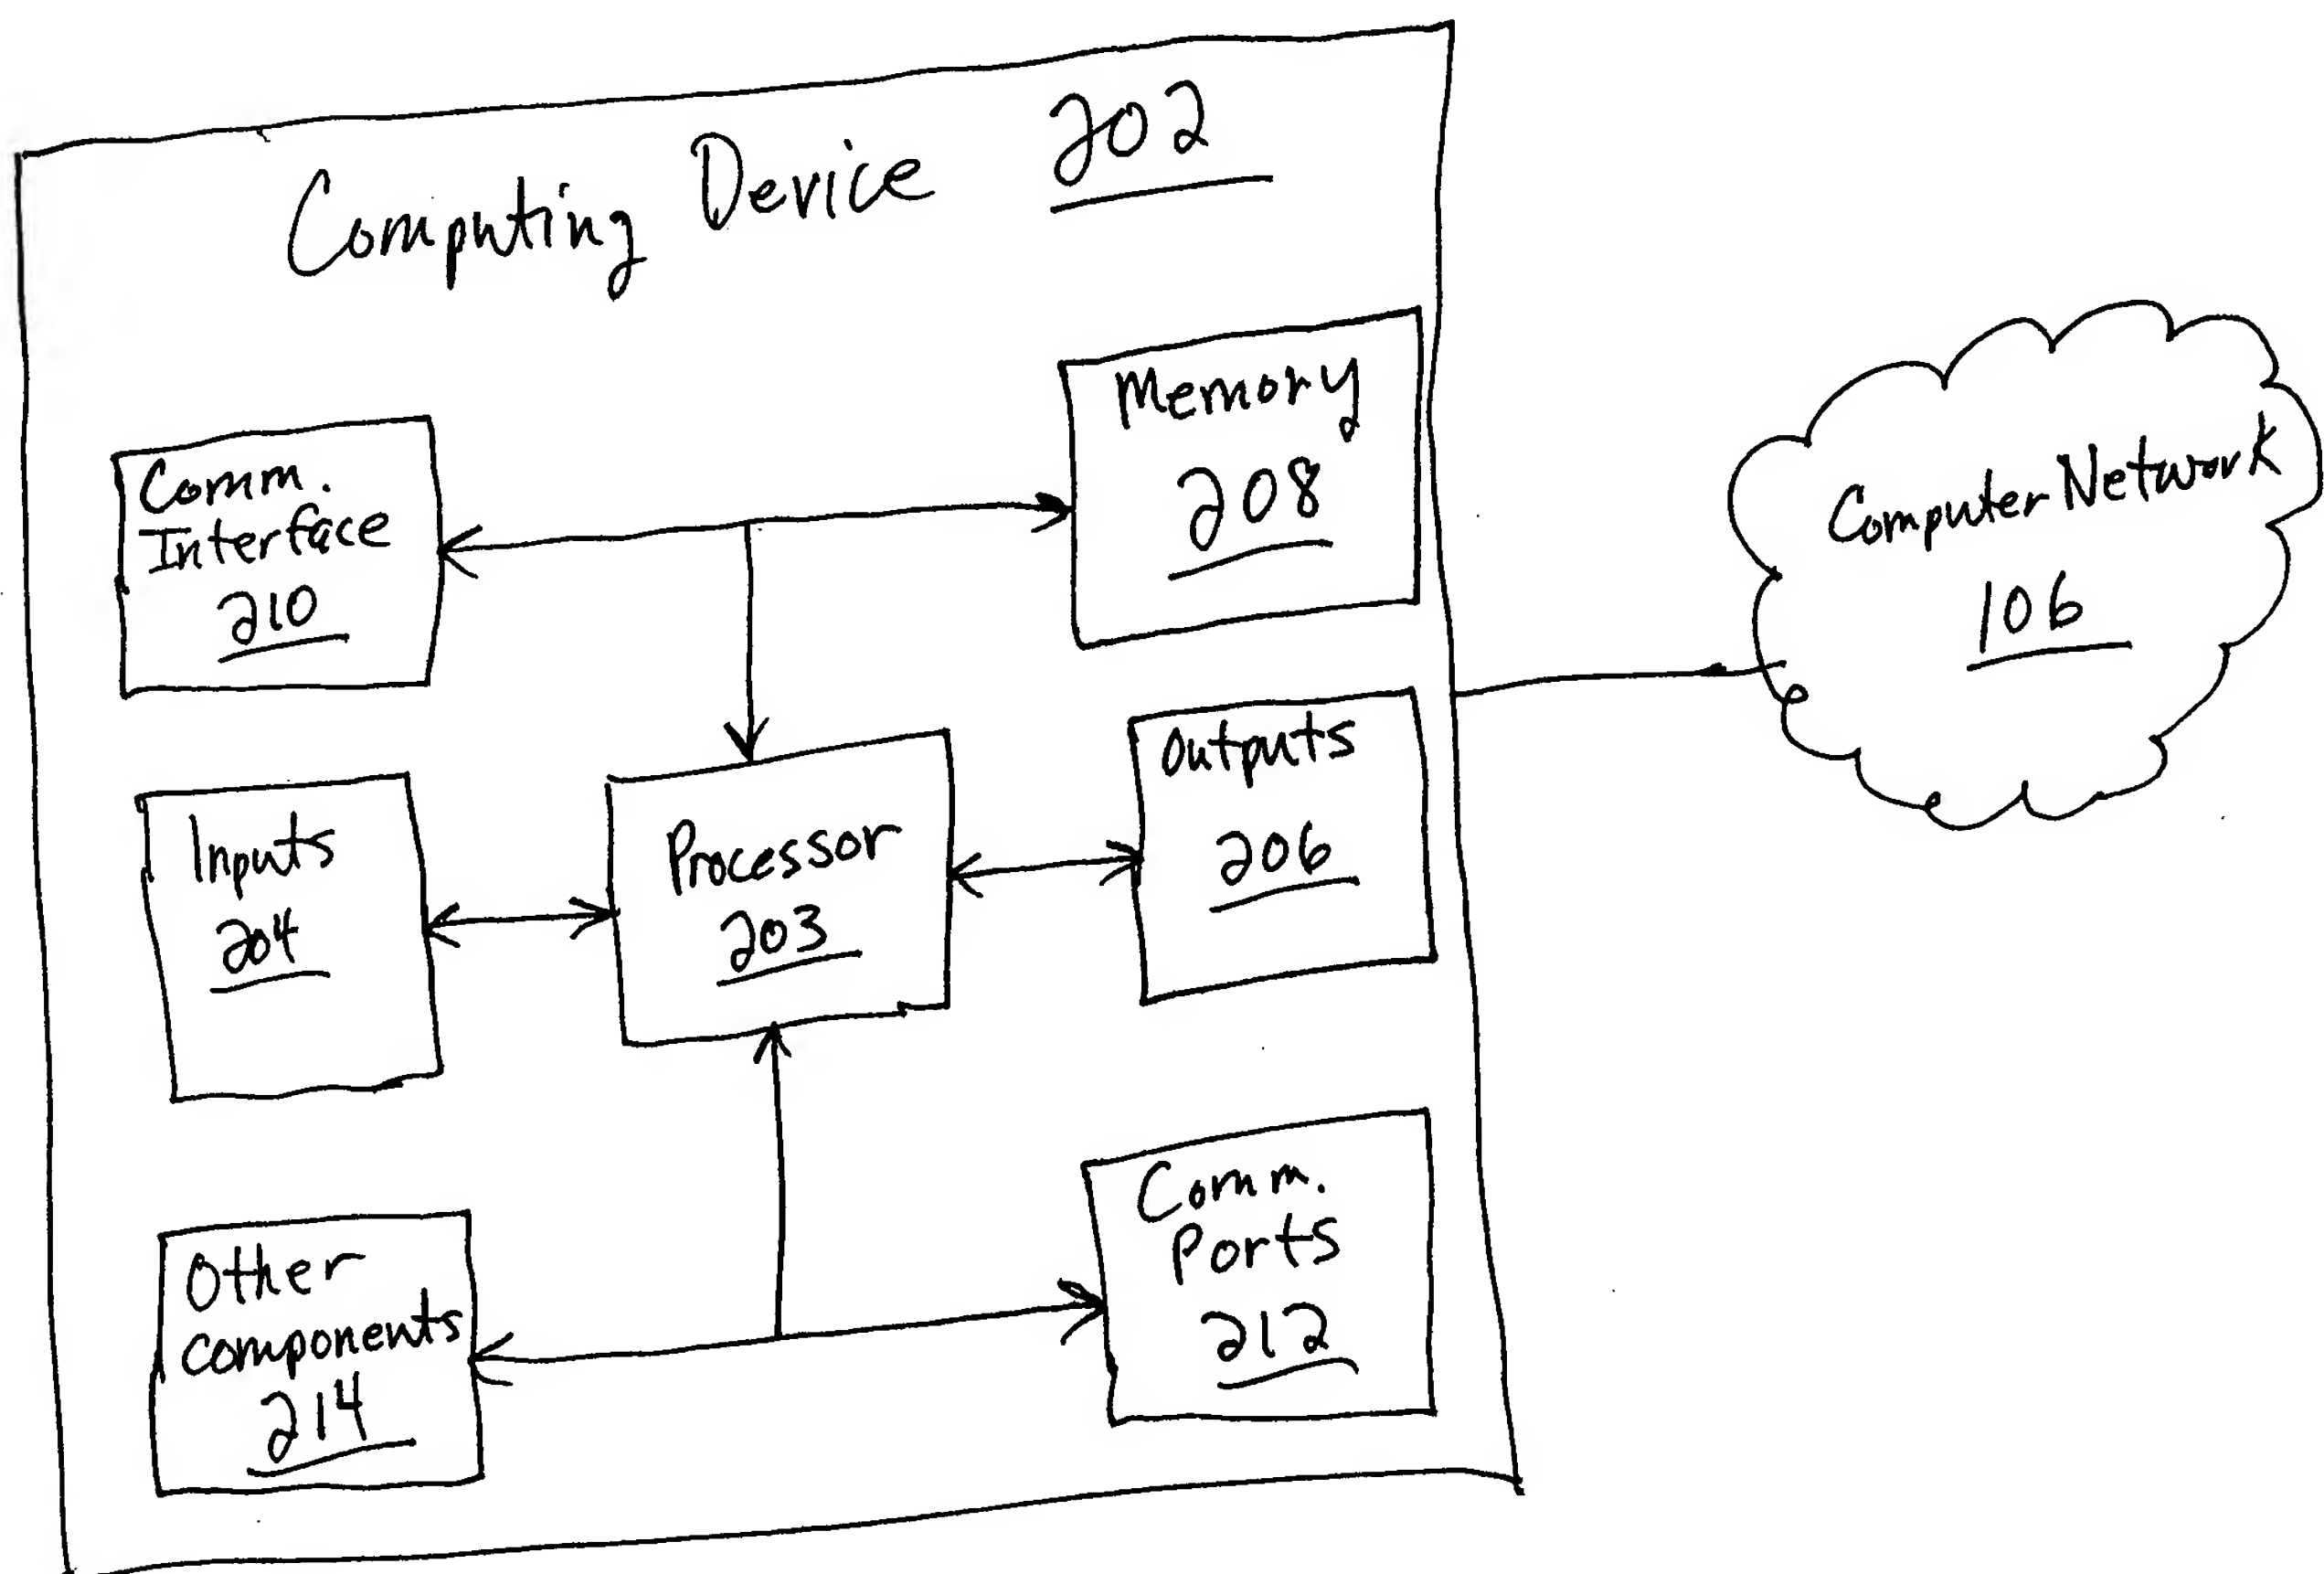 Computing Device 202
Memory
208
Comm.
Interface
210
Computer Network
106
Outputs
206
Inputs
204
Processor
203
Comm.
Ports
212
Other
components
214